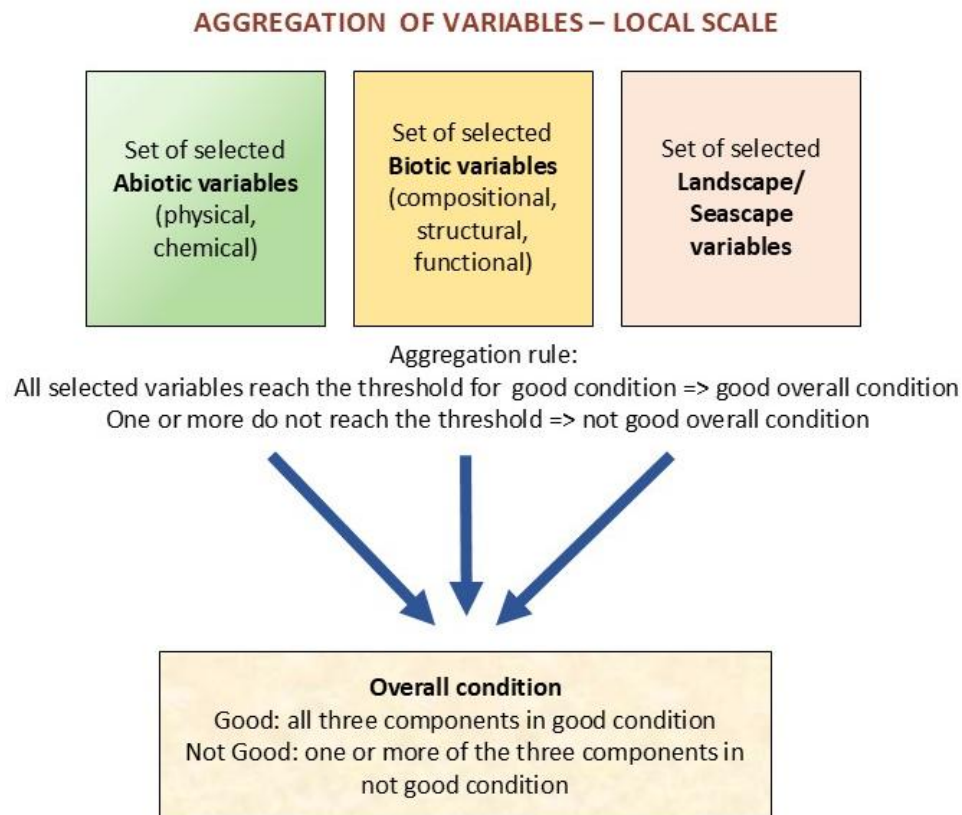 AGGREGATION OF VARIABLES – LOCAL SCALE
Set of selected
Abiotic variables
(physical,
chemical)
Set of selected
Biotic variables
(compositional,
structural,
functional)
Set of selected
Landscape/
Seascape
variables
Aggregation rule:
All selected variables reach the threshold for good condition => good overall condition
One or more do not reach the threshold => not good overall condition
Overall condition
Good: all three components in good condition
Not Good: one or more of the three components in
not good condition